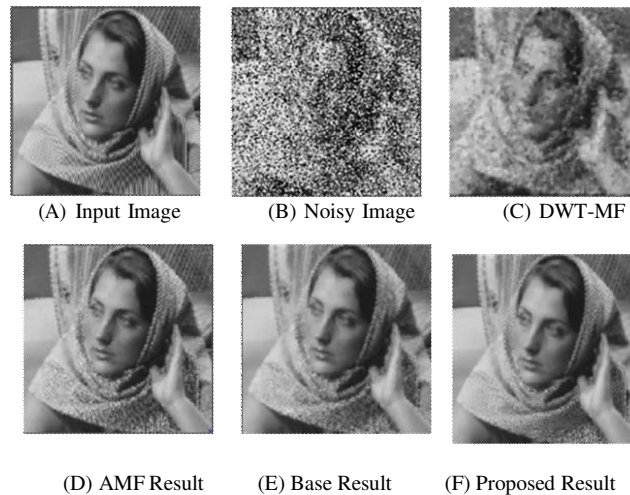 (A) Input Image
(B) Noisy Image
(C) DWT-MF
(D) AMF Result
(E) Base Result
(F) Proposed Result